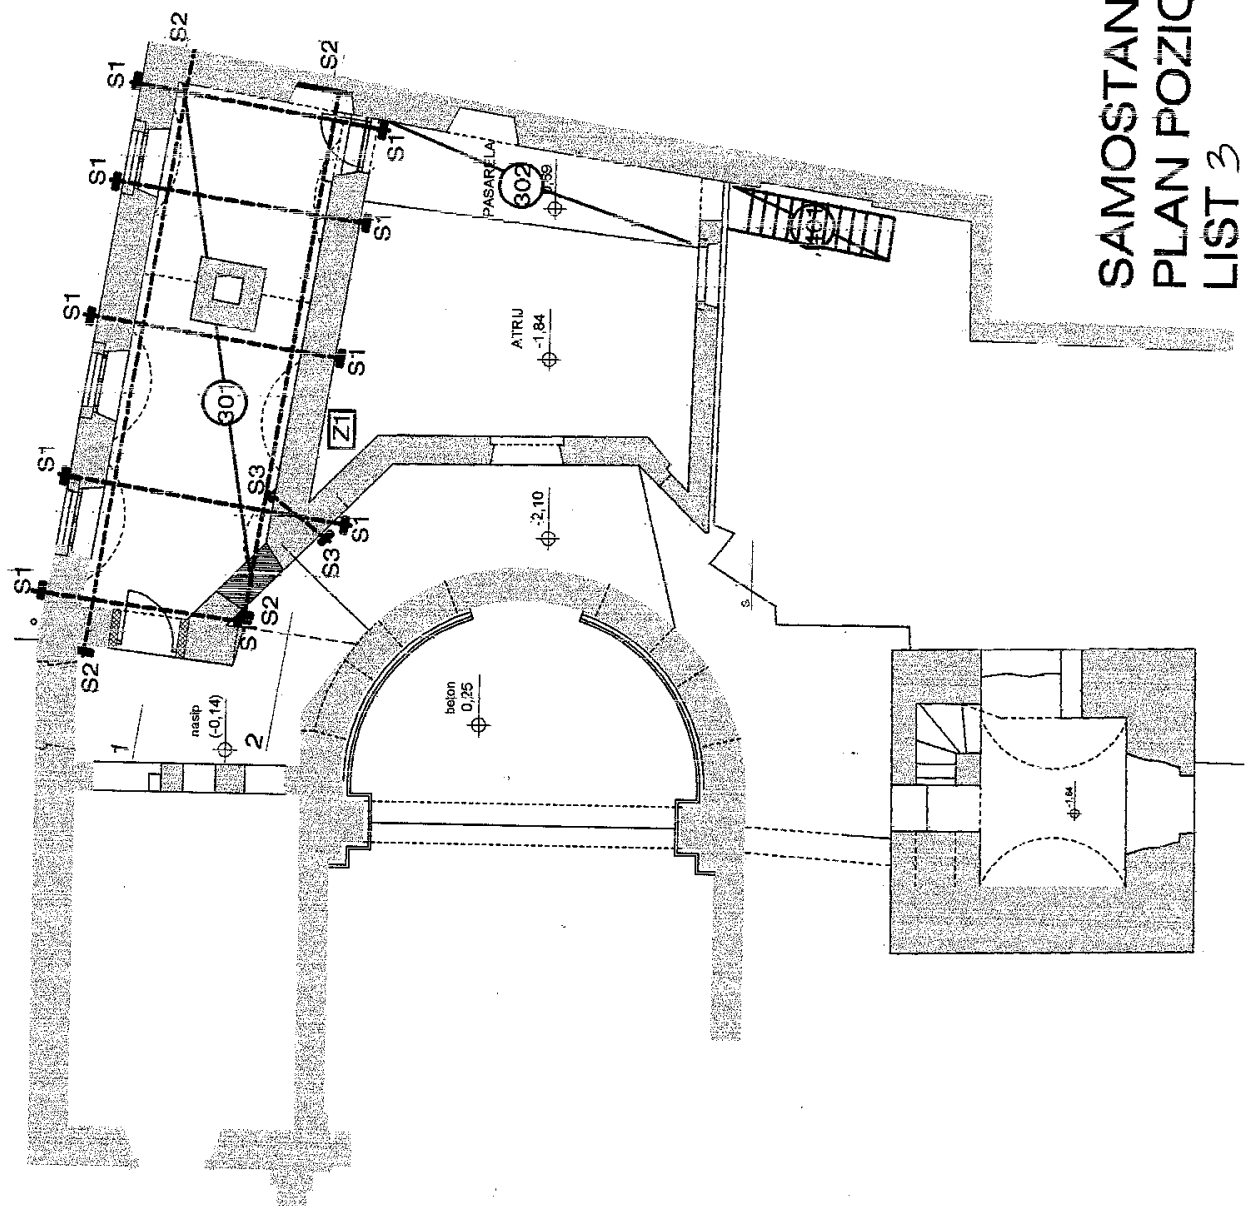 SAMOSTAN
PLAN POZIC
LIST 3
S2
S1
S2
S1
S1
S1
S1
S1
S1
S1
S1
S1
S2
S2
S3
S3
301
302
PASARELA
ATRIJ
-1,84
Z1
-2,10
beton
0,25
nasip
(-0,14)
1
2
S
-1,64